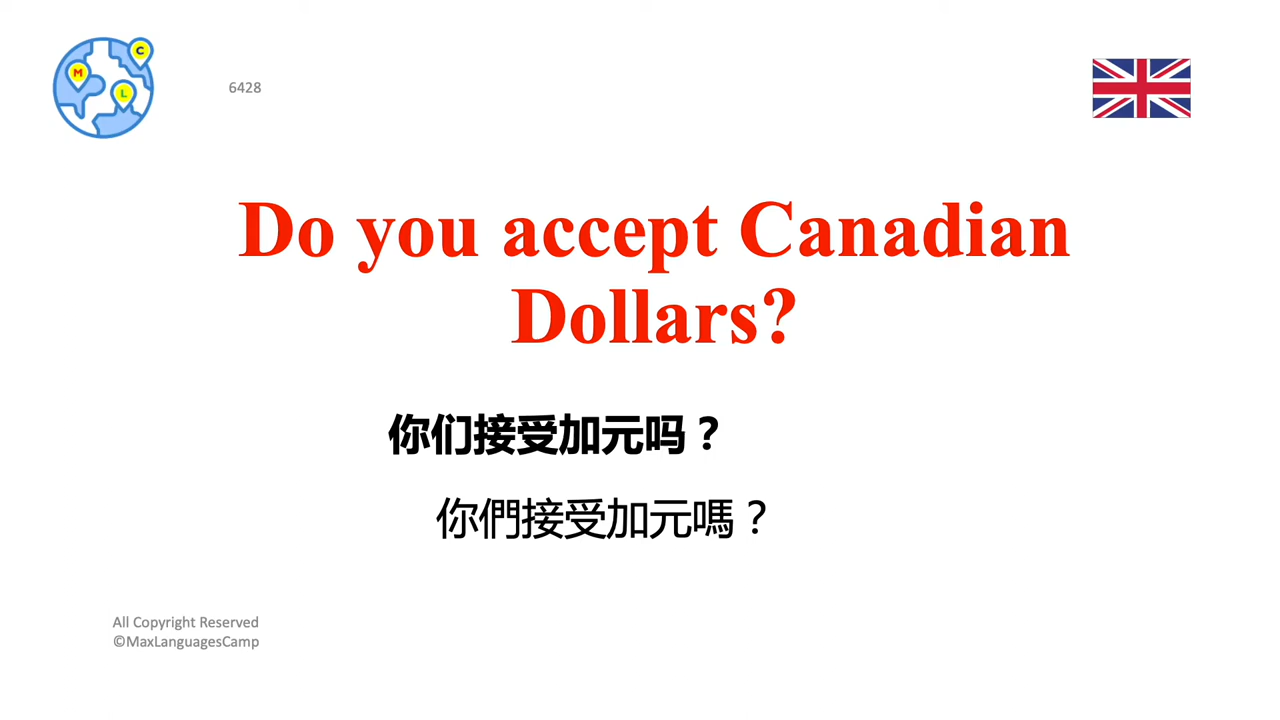 C
M
L
6428
Do you accept Canadian
Dollars?
你们接受加元吗？
你們接受加元嗎？
All Copyright Reserved
©MaxLanguagesCamp